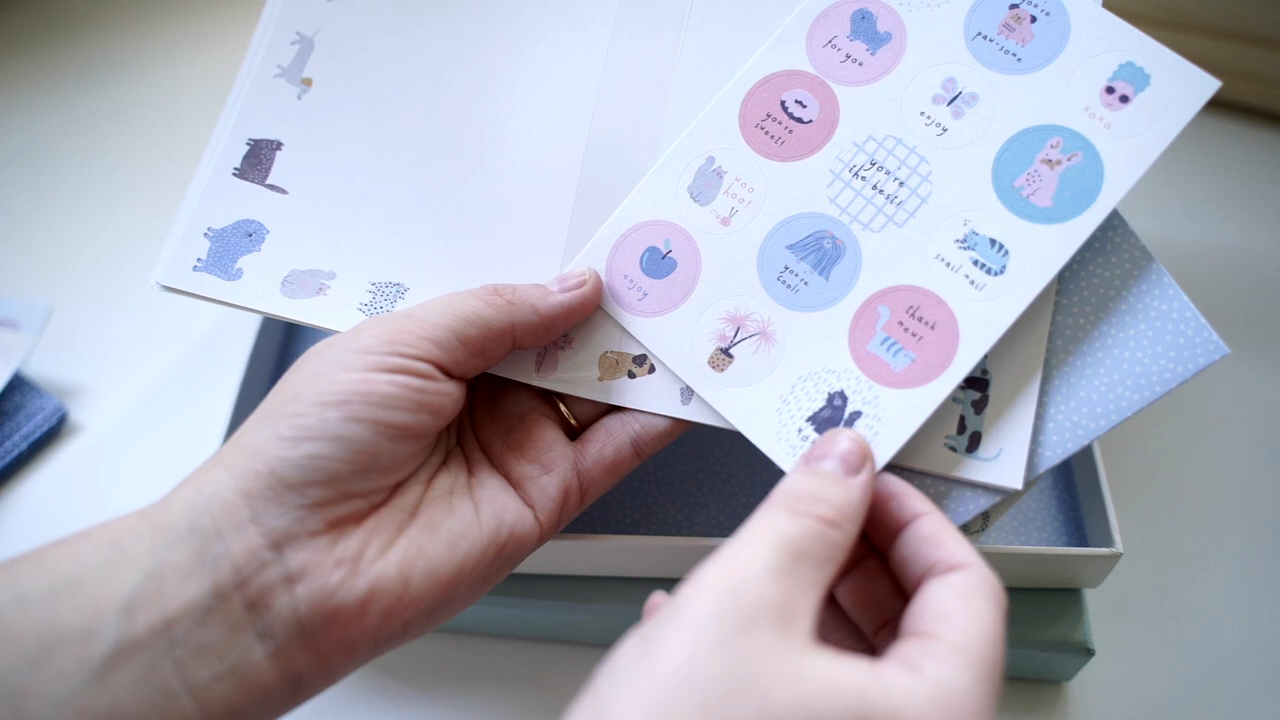 for you
you're
paw-some
you're
sweet!
enjoy
xoxo
woo
hoo!
you're
the best!
enjoy
you're
cool!
snail mail
thank
mew!